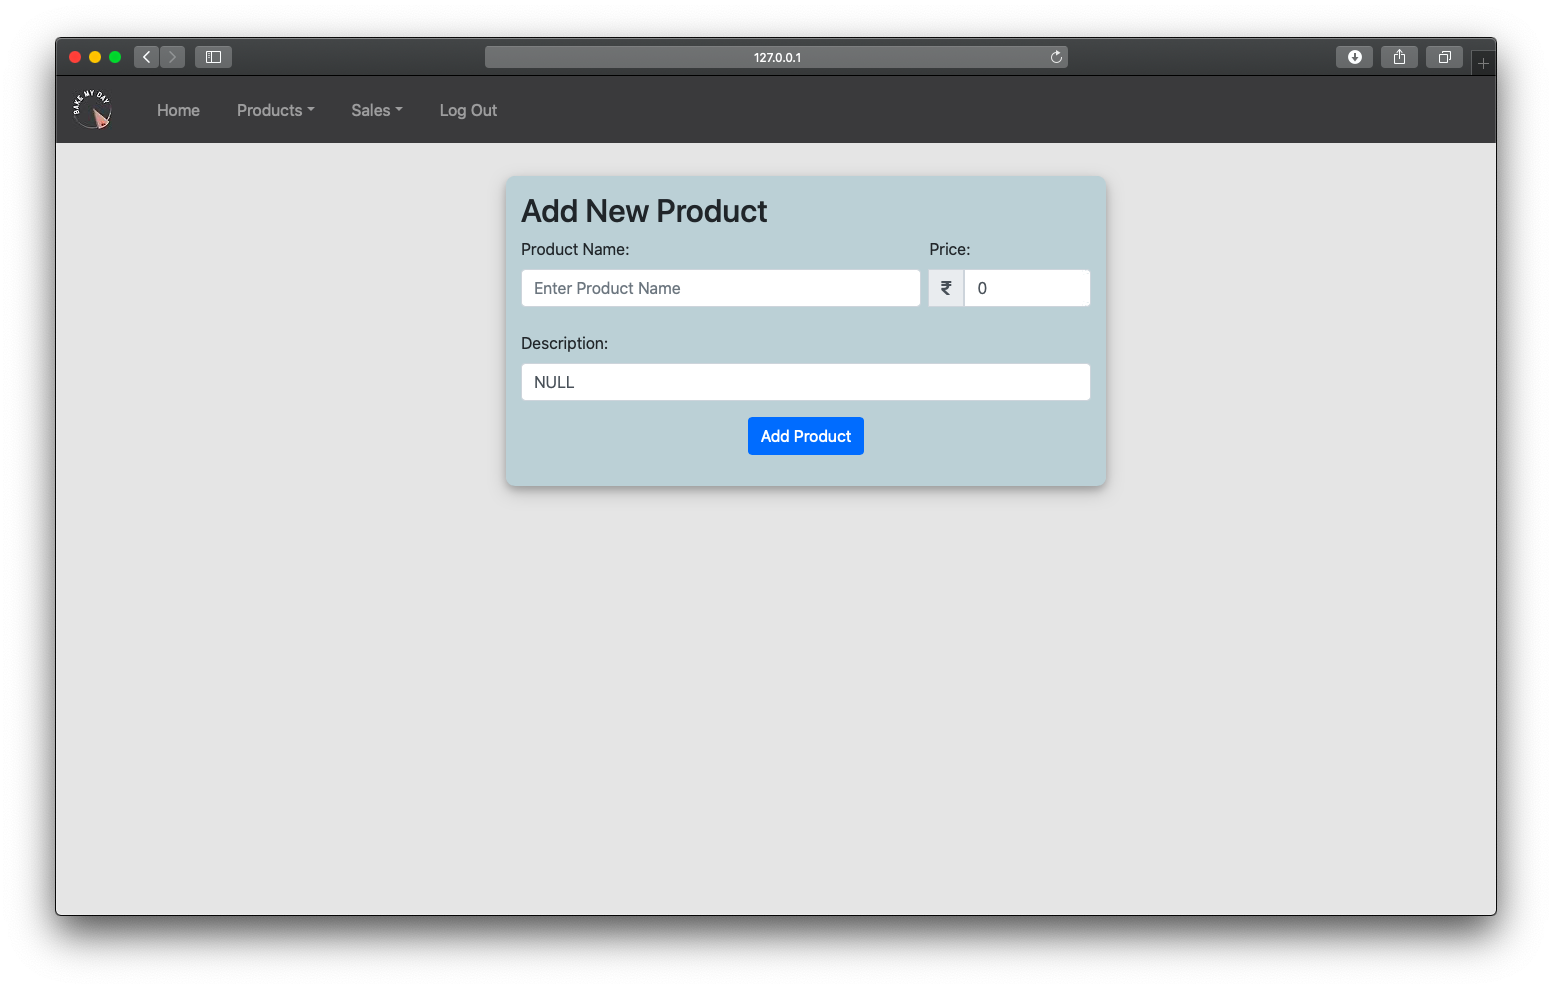 127.0.0.1
BAKE MY DAY
Home Products Sales Log Out
Add New Product
Product Name: Price:
Enter Product Name ₹ 0
Description:
NULL
Add Product